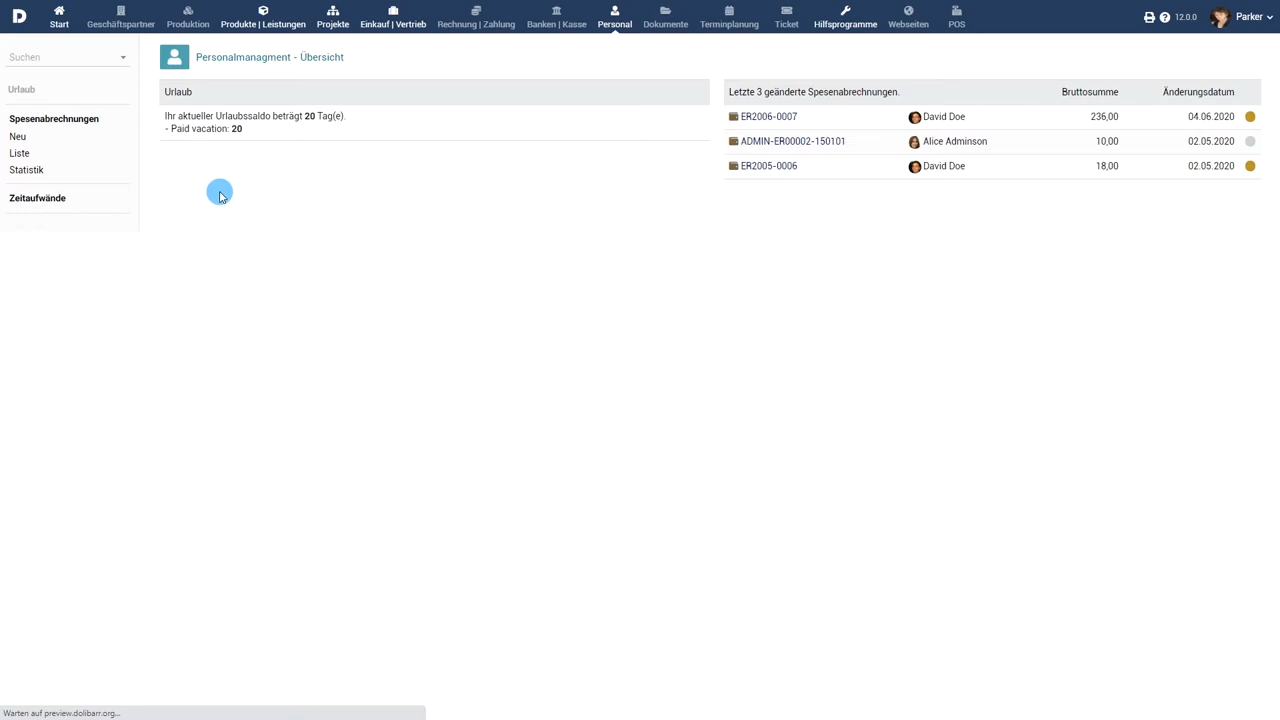 D
Start
Geschäftspartner
Produktion
Produkte | Leistungen
Projekte
Einkauf | Vertrieb
Rechnung | Zahlung
Banken | Kasse
Personal
Dokumente
Terminplanung
Ticket
Hilfsprogramme
Webseiten
POS
12.0.0
Parker
Suchen
Urlaub
Spesenabrechnungen
Neu
Liste
Statistik
Zeitaufwände
Personalmanagment - Übersicht
Urlaub
Ihr aktueller Urlaubssaldo beträgt 20 Tag(e).
- Paid vacation: 20
Letzte 3 geänderte Spesenabrechnungen. Bruttosumme Änderungsdatum
ER2006-0007 David Doe 236,00 04.06.2020
ADMIN-ER00002-150101 Alice Adminson 10,00 02.05.2020
ER2005-0006 David Doe 18,00 02.05.2020
Warten auf preview.dolibarr.org...